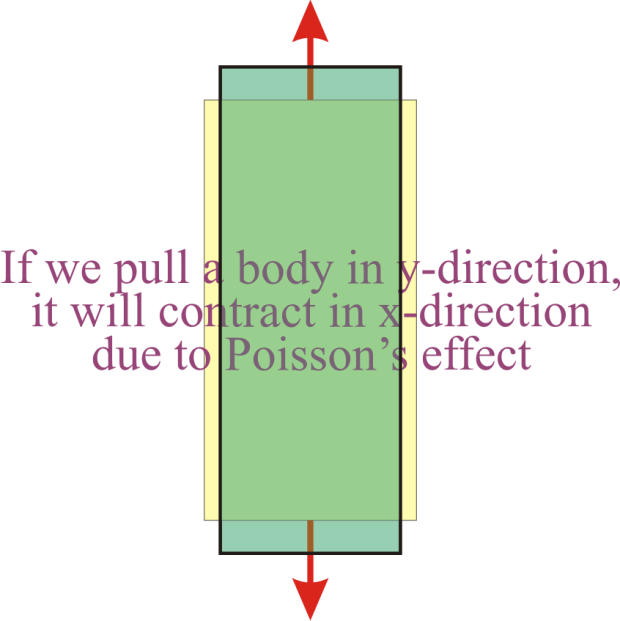 If we pull a body in y-direction,
it will contract in x-direction
due to Poisson’s effect